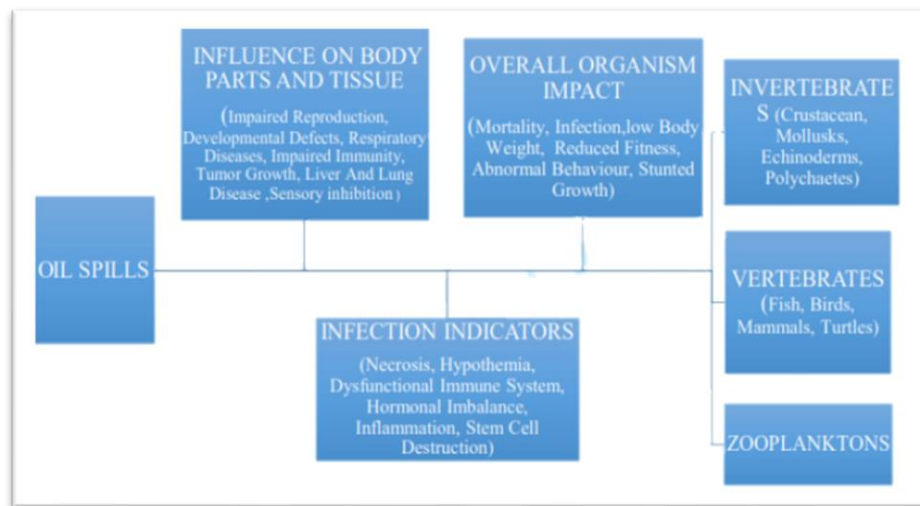 INFLUENCE ON BODY
PARTS AND TISSUE
(Impaired Reproduction,
Developmental Defects, Respiratory
Diseases, Impaired Immunity,
Tumor Growth, Liver And Lung
Disease ,Sensory inhibition )
OVERALL ORGANISM
IMPACT
(Mortality, Infection,low Body
Weight, Reduced Fitness,
Abnormal Behaviour, Stunted
Growth)
INVERTEBRATE
S (Crustacean,
Mollusks,
Echinoderms,
Polychaetes)
OIL SPILLS
VERTEBRATES
(Fish, Birds,
Mammals, Turtles)
INFECTION INDICATORS
(Necrosis, Hypothemia,
Dysfunctional Immune System,
Hormonal Imbalance,
Inflammation, Stem Cell
Destruction)
ZOOPLANKTONS